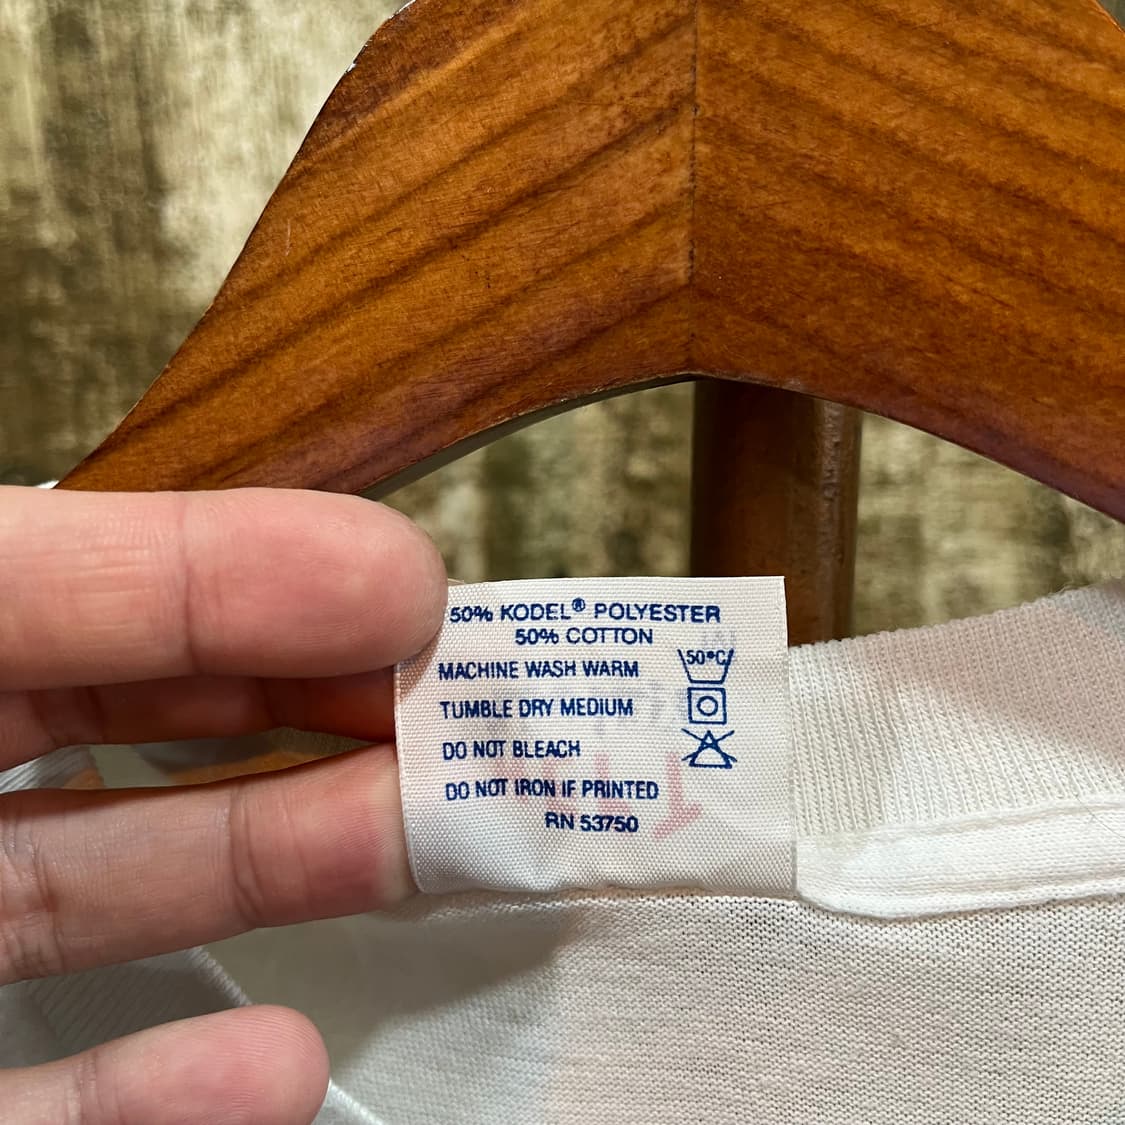 50% KODEL® POLYESTER
50% COTTON
MACHINE WASH WARM
50°C
TUMBLE DRY MEDIUM
DO NOT BLEACH
DO NOT IRON IF PRINTED
RN 53750